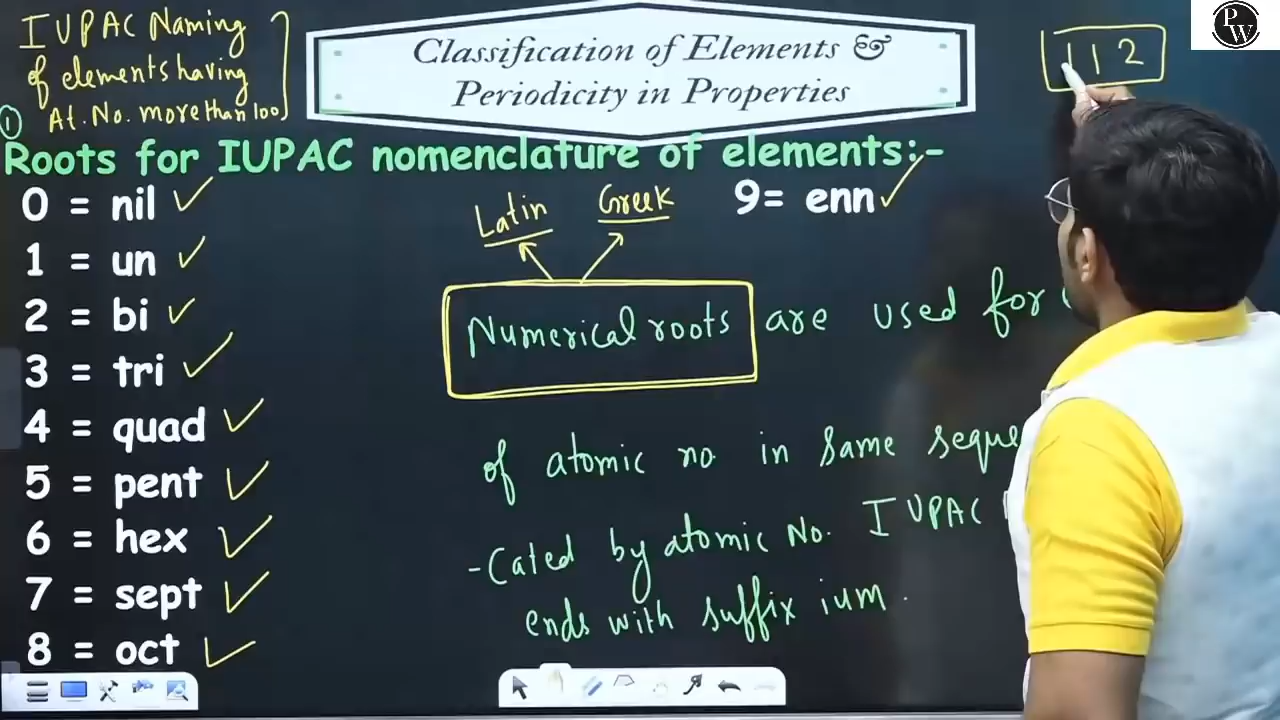 IUPAC Naming
of elements having
① At. No. more than 100
Classification of Elements &
Periodicity in Properties
112
PW
Roots for IUPAC nomenclature of elements:-
0 = nil
1 = un
2 = bi
3 = tri
4 = quad
5 = pent
6 = hex
7 = sept
8 = oct
9= enn
Latin Greek
Numerical roots are used for
of atomic no in same
-cated by atomic No. IUPAC
ends with suffix ium.